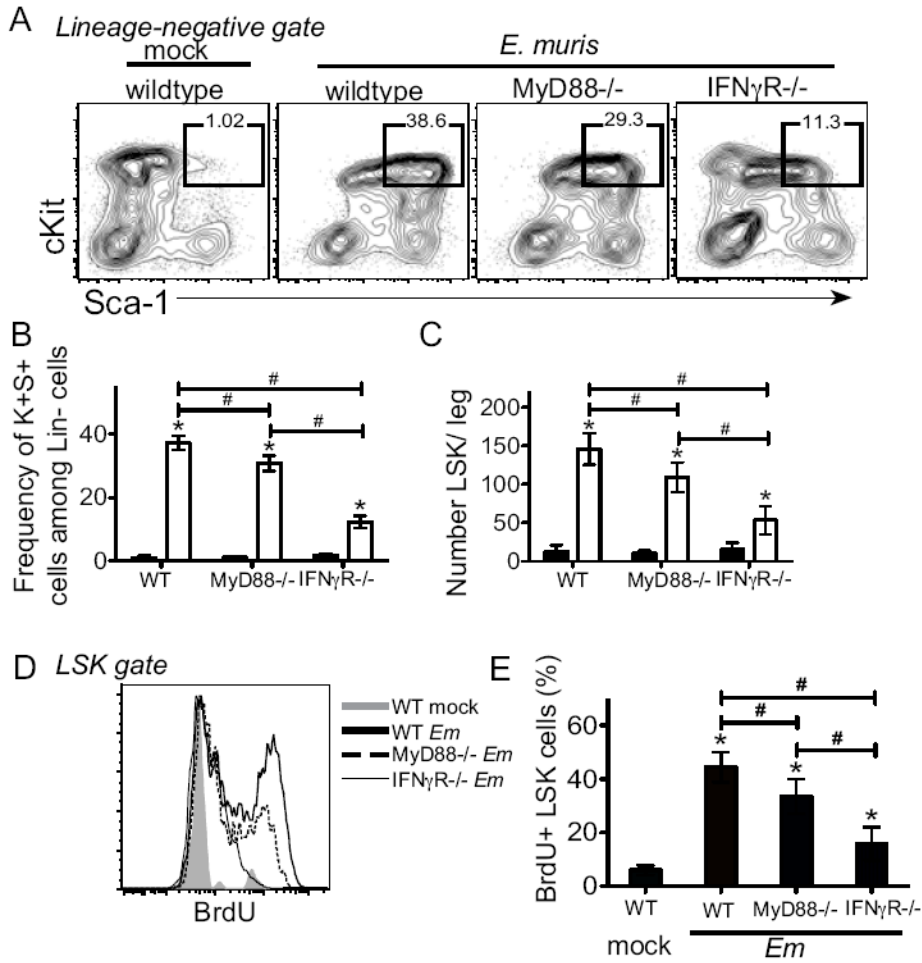 A Lineage-negative gate
mock
E. muris
wildtype wildtype MyD88-/- IFNγR-/-
1.02 38.6 29.3 11.3
cKit
Sca-1
B
Frequency of K+S+
cells among Lin- cells
40
20
0
# # #
* * *
WT MyD88-/- IFNγR-/-
C
Number LSK/ leg
200
150
100
50
0
# # #
* * *
WT MyD88-/- IFNγR-/-
D LSK gate
WT mock
WT Em
MyD88-/- Em
IFNγR-/- Em
BrdU
E
BrdU+ LSK cells (%)
60
40
20
0
# # #
* * *
WT WT MyD88-/- IFNγR-/-
mock Em